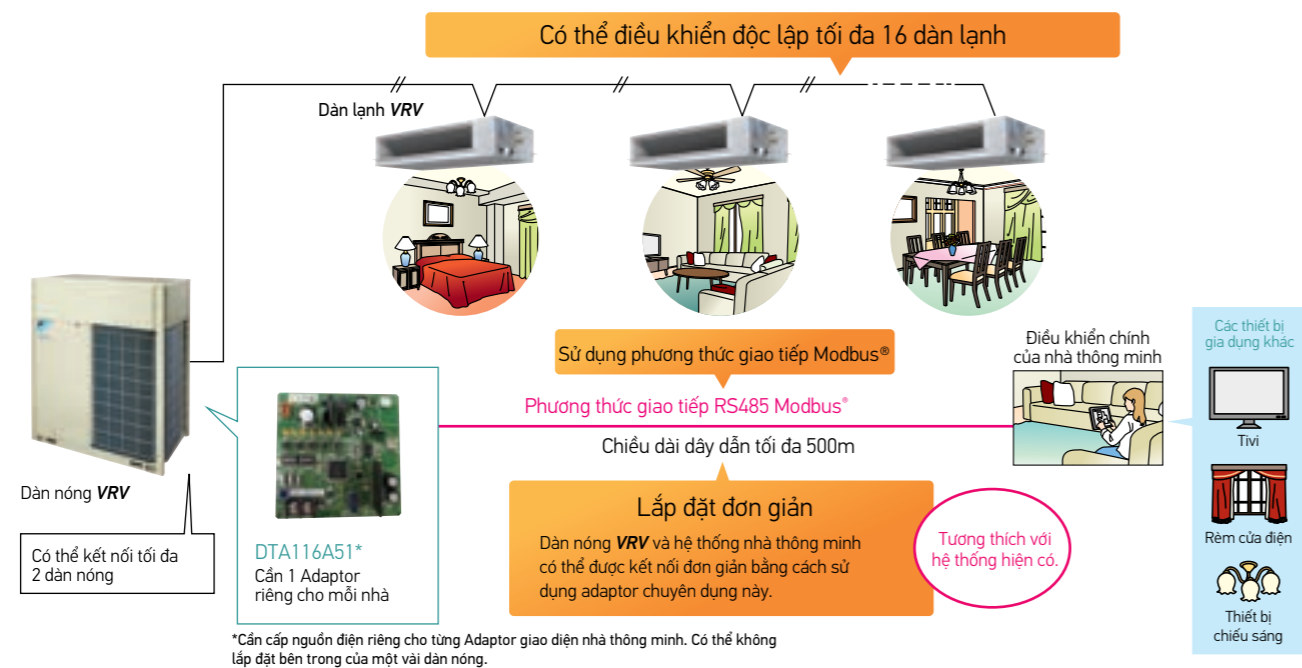 Có thể điều khiển độc lập tối đa 16 dàn lạnh
Dàn lạnh VRV
Sử dụng phương thức giao tiếp Modbus®
Phương thức giao tiếp RS485 Modbus®
Chiều dài dây dẫn tối đa 500m
Điều khiển chính
của nhà thông minh
Các thiết bị
gia dụng khác
Tivi
Rèm cửa điện
Thiết bị
chiếu sáng
Dàn nóng VRV
Có thể kết nối tối đa
2 dàn nóng
DTA116A51*
Cần 1 Adaptor
riêng cho mỗi nhà
Lắp đặt đơn giản
Dàn nóng VRV và hệ thống nhà thông minh
có thể được kết nối đơn giản bằng cách sử
dụng adaptor chuyên dụng này.
Tương thích với
hệ thống hiện có.
*Cần cấp nguồn điện riêng cho từng Adaptor giao diện nhà thông minh. Có thể không
lắp đặt bên trong của một vài dàn nóng.